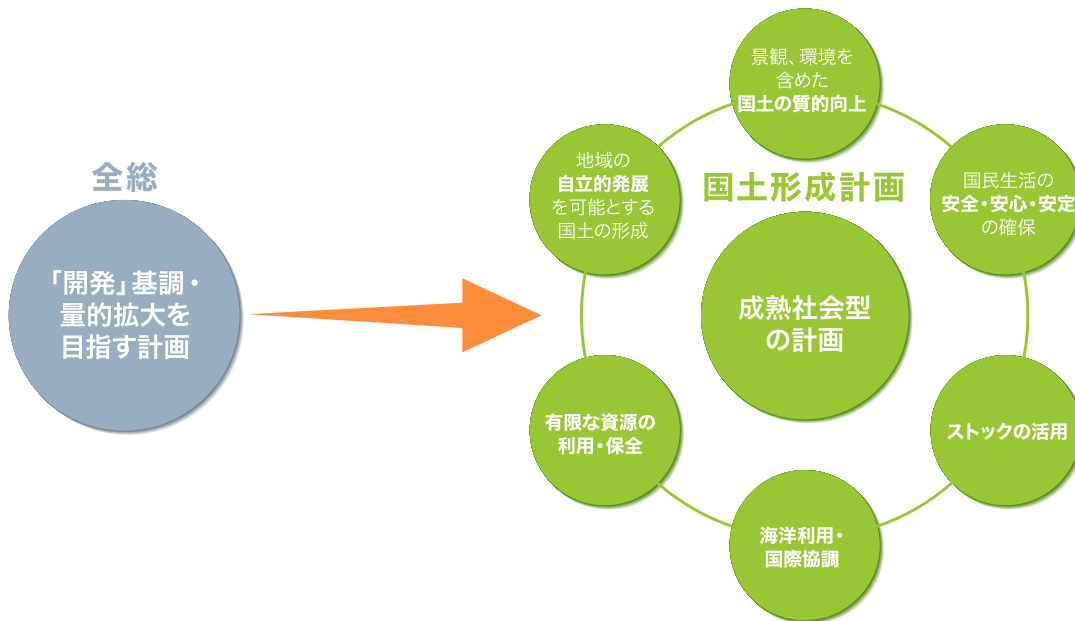 全総
「開発」基調・
量的拡大を
目指す計画
国土形成計画
成熟社会型
の計画
景観、環境を
含めた
国土の質的向上
国民生活の
安全・安心・安定
の確保
ストックの活用
海洋利用・
国際協調
有限な資源の
利用・保全
地域の
自立的発展
を可能とする
国土の形成